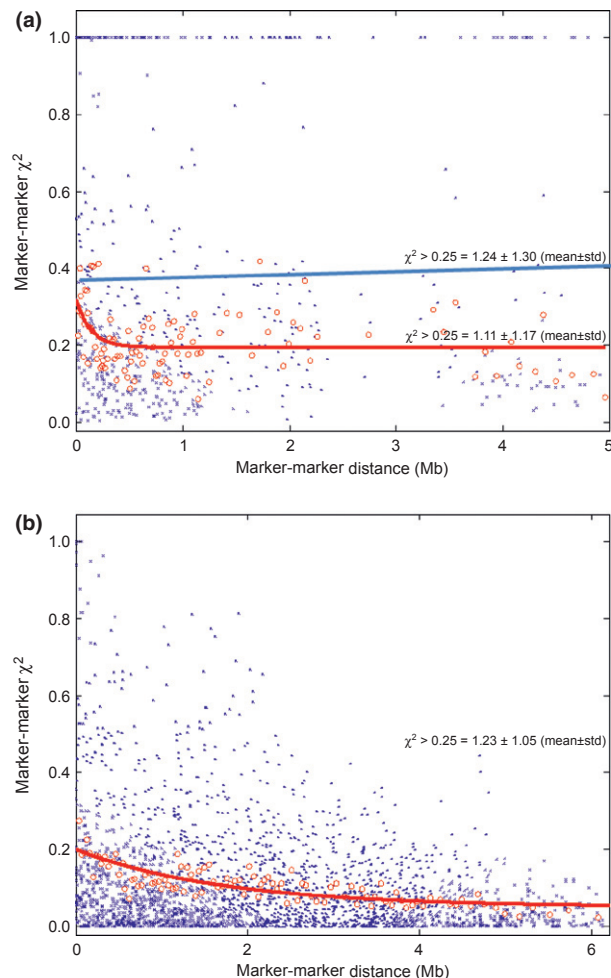 (a)
1.0
0.8
0.6
0.4
0.2
0.0
Marker-marker χ²
χ² > 0.25 = 1.24 ± 1.30 (mean±std)
χ² > 0.25 = 1.11 ± 1.17 (mean±std)
0 1 2 3 4 5
Marker-marker distance (Mb)
(b)
1.0
0.8
0.6
0.4
0.2
0.0
Marker-marker χ²
χ² > 0.25 = 1.23 ± 1.05 (mean±std)
0 2 4 6
Marker-marker distance (Mb)